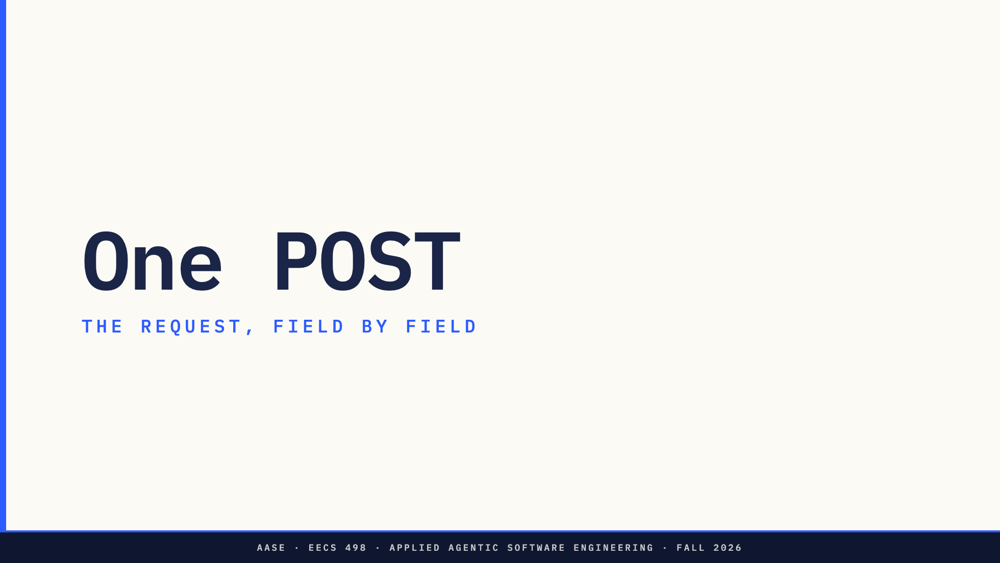 One POST
THE REQUEST, FIELD BY FIELD
AASE · EECS 498 · APPLIED AGENTIC SOFTWARE ENGINEERING · FALL 2026